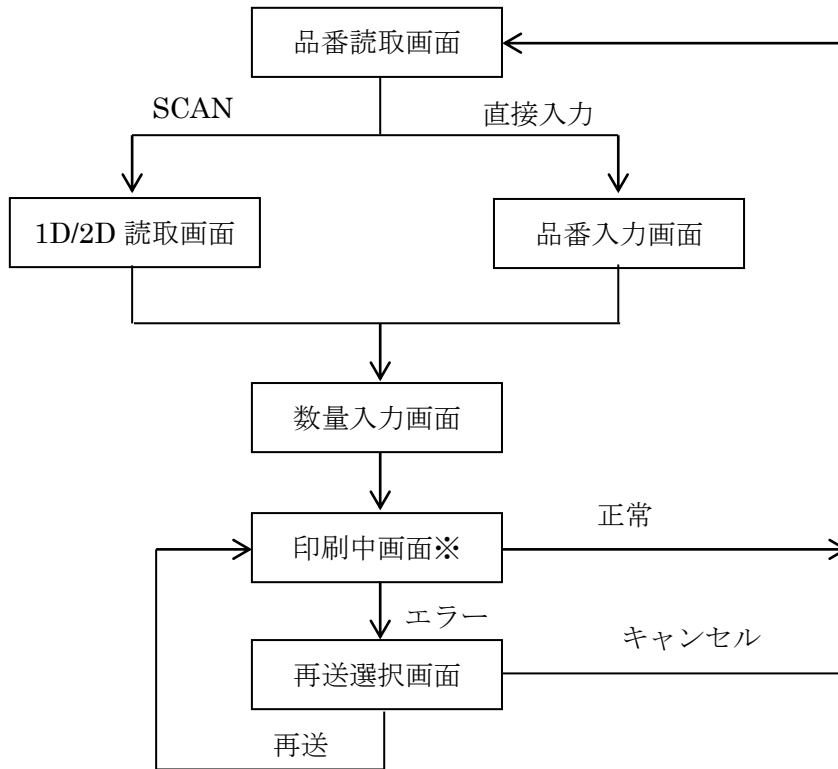 品番読取画面
SCAN
直接入力
1D/2D 読取画面
品番入力画面
数量入力画面
印刷中画面※
正常
エラー
再送選択画面
キャンセル
再送